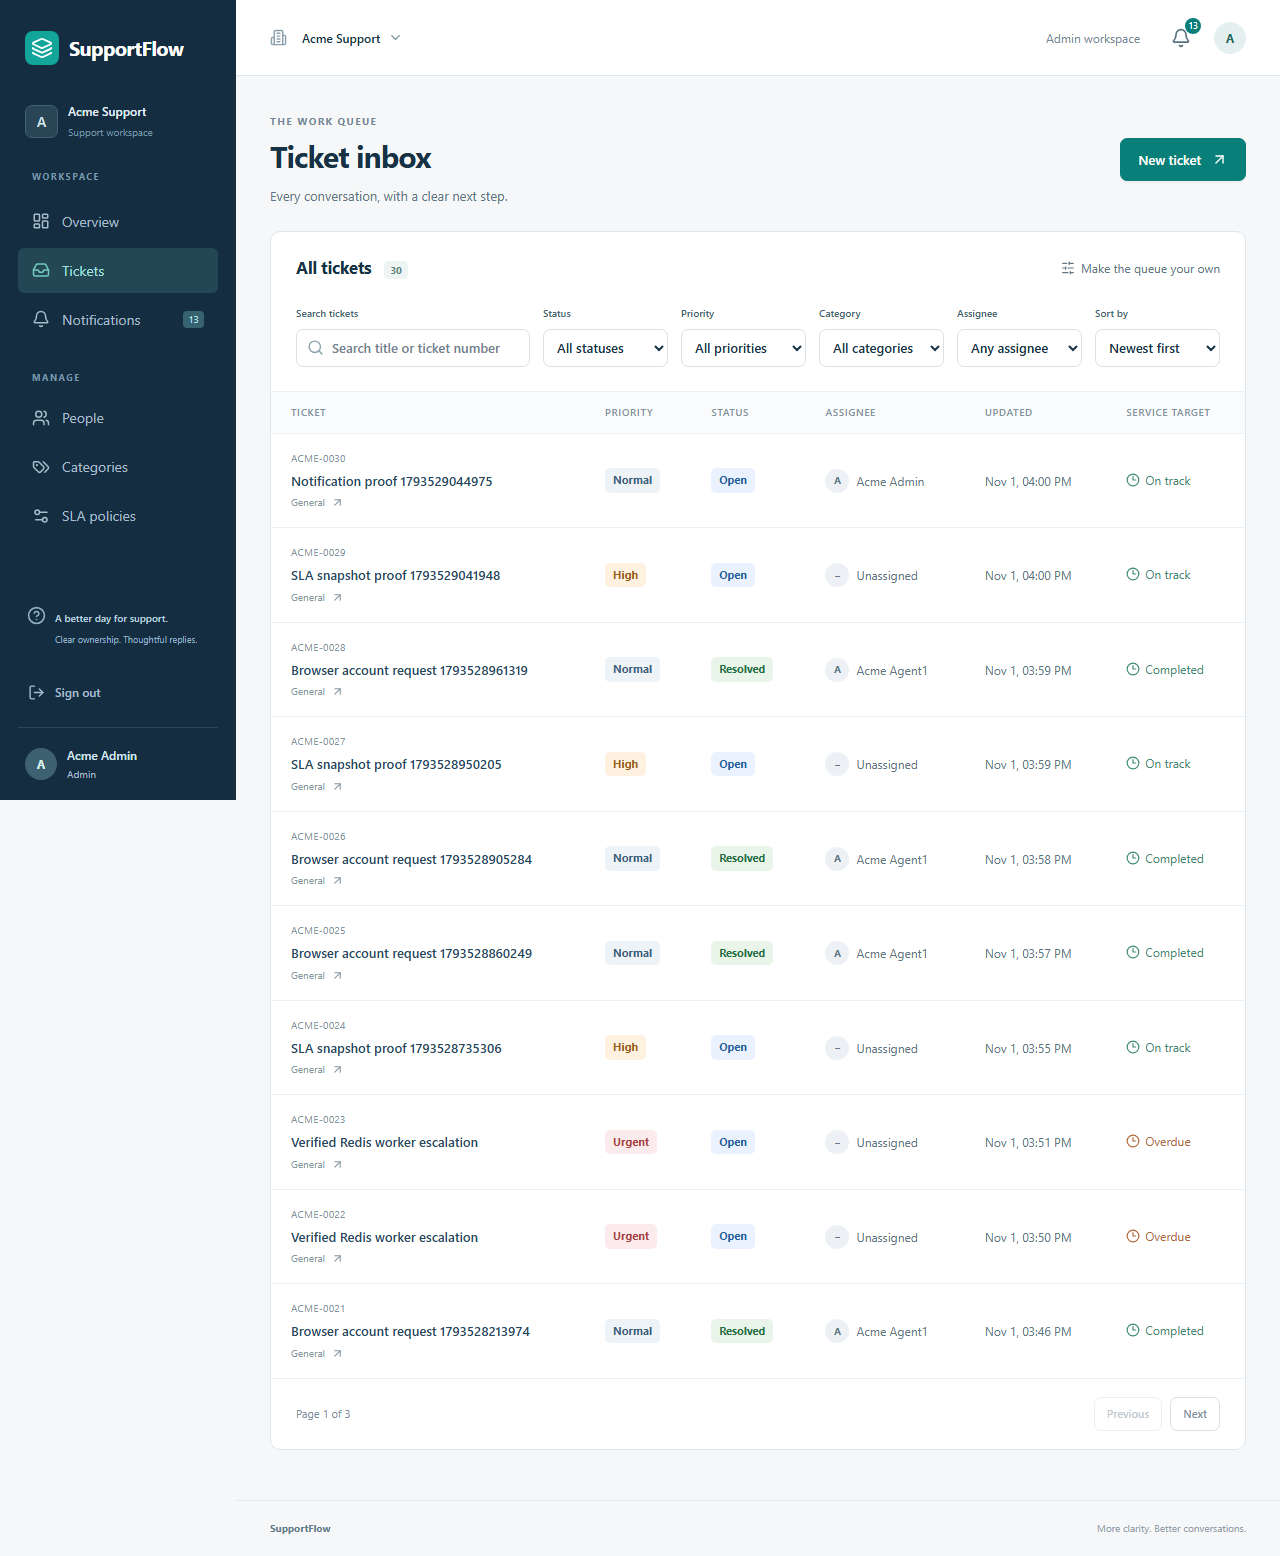 SupportFlow
A
Acme Support
Support workspace
WORKSPACE
Overview
Tickets
Notifications 13
MANAGE
People
Categories
SLA policies
A better day for support.
Clear ownership. Thoughtful replies.
Sign out
A
Acme Admin
Admin
Acme Support
Admin workspace 13 A
THE WORK QUEUE
Ticket inbox
Every conversation, with a clear next step.
New ticket
All tickets 30
Make the queue your own
Search tickets Status Priority Category Assignee Sort by
Search title or ticket number All statuses All priorities All categories Any assignee Newest first
TICKET PRIORITY STATUS ASSIGNEE UPDATED SERVICE TARGET
ACME-0030
Notification proof 1793529044975 Normal Open A Acme Admin Nov 1, 04:00 PM On track
General
ACME-0029
SLA snapshot proof 1793529041948 High Open – Unassigned Nov 1, 04:00 PM On track
General
ACME-0028
Browser account request 1793528961319 Normal Resolved A Acme Agent1 Nov 1, 03:59 PM Completed
General
ACME-0027
SLA snapshot proof 1793528950205 High Open – Unassigned Nov 1, 03:59 PM On track
General
ACME-0026
Browser account request 1793528905284 Normal Resolved A Acme Agent1 Nov 1, 03:58 PM Completed
General
ACME-0025
Browser account request 1793528860249 Normal Resolved A Acme Agent1 Nov 1, 03:57 PM Completed
General
ACME-0024
SLA snapshot proof 1793528735306 High Open – Unassigned Nov 1, 03:55 PM On track
General
ACME-0023
Verified Redis worker escalation Urgent Open – Unassigned Nov 1, 03:51 PM Overdue
General
ACME-0022
Verified Redis worker escalation Urgent Open – Unassigned Nov 1, 03:50 PM Overdue
General
ACME-0021
Browser account request 1793528213974 Normal Resolved A Acme Agent1 Nov 1, 03:46 PM Completed
General
Page 1 of 3 Previous Next
SupportFlow More clarity. Better conversations.